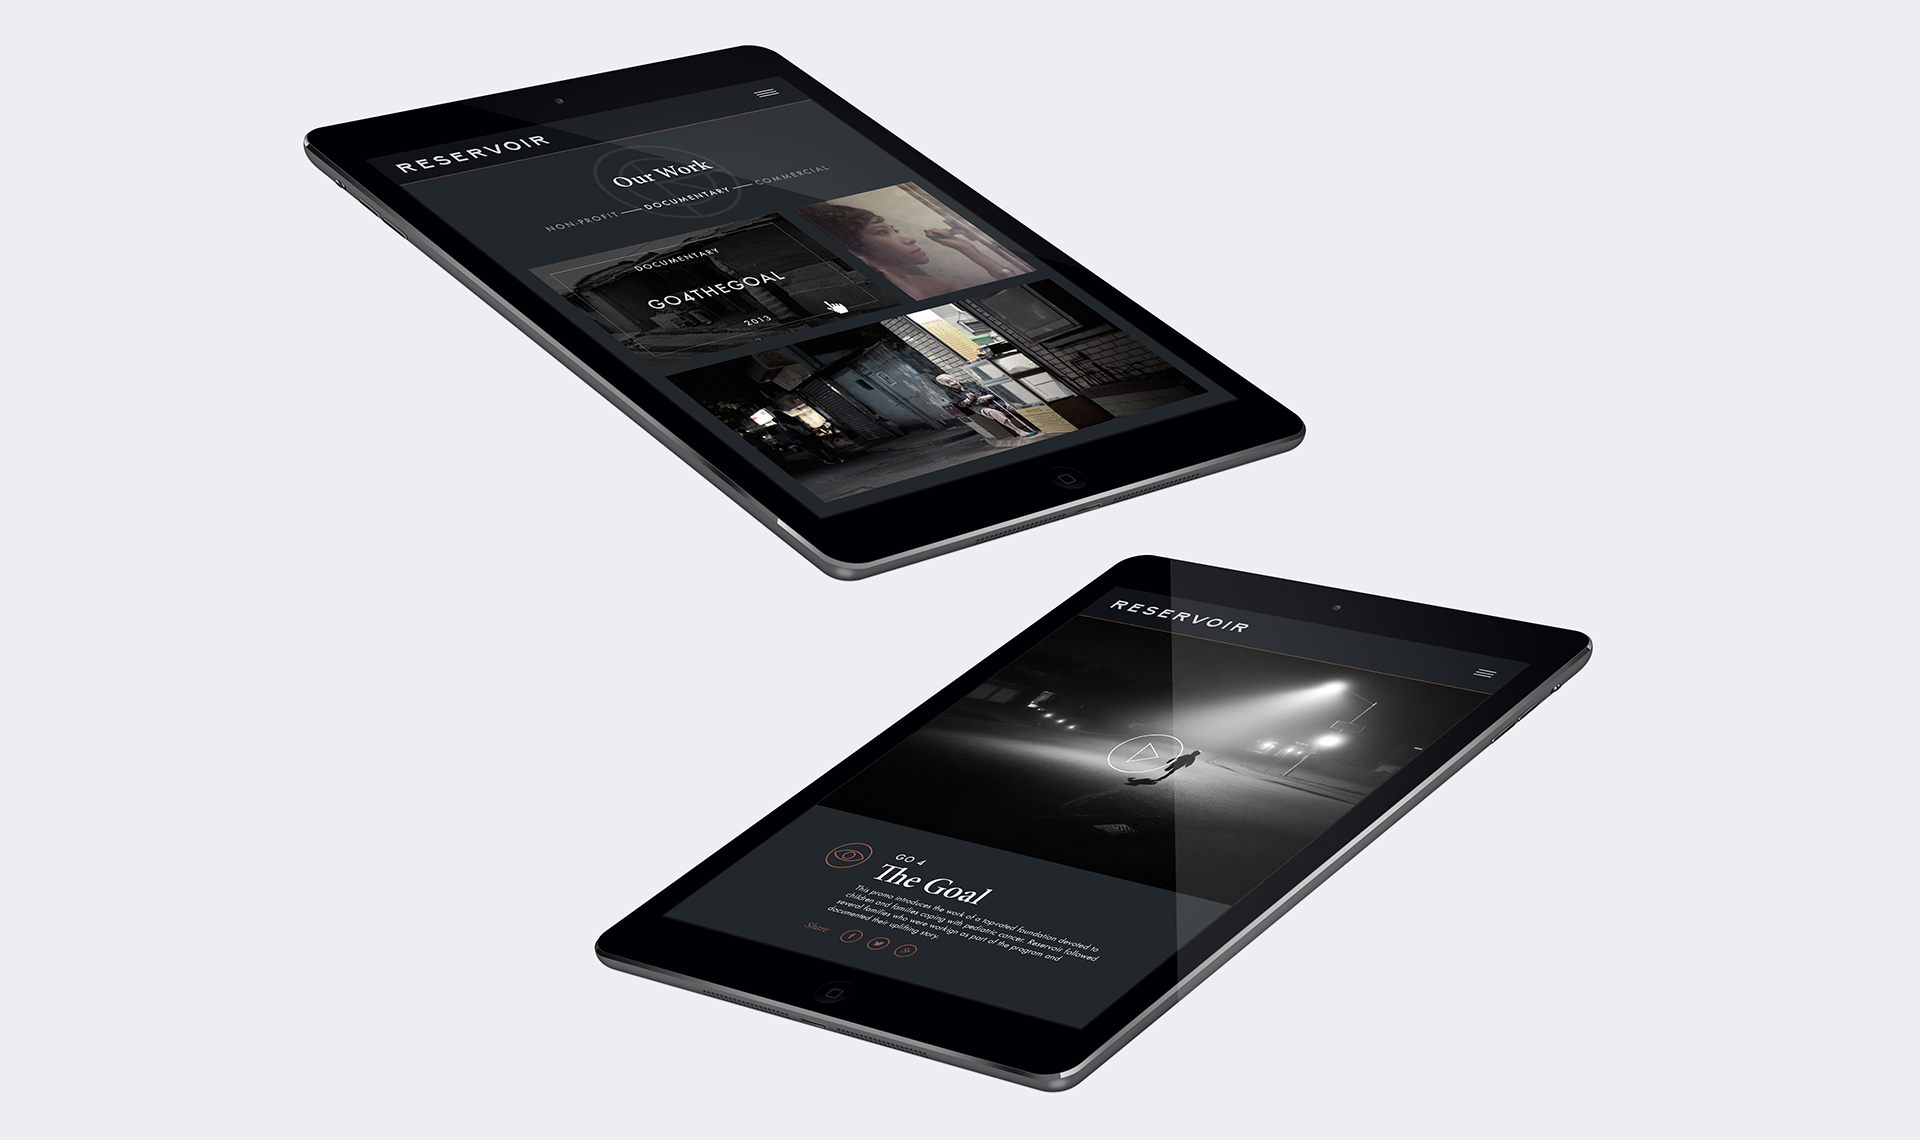 RESERVOIR
Our Work
NON-PROFIT — DOCUMENTARY — COMMERCIAL
DOCUMENTARY
GO4THEGOAL
2013
RESERVOIR
GO 4
The Goal
This promo introduces the work of a top-rated foundation devoted to
children and families coping with pediatric cancer. Reservoir followed
several families who were workign as part of the program and
documented their uplifting story.
Share